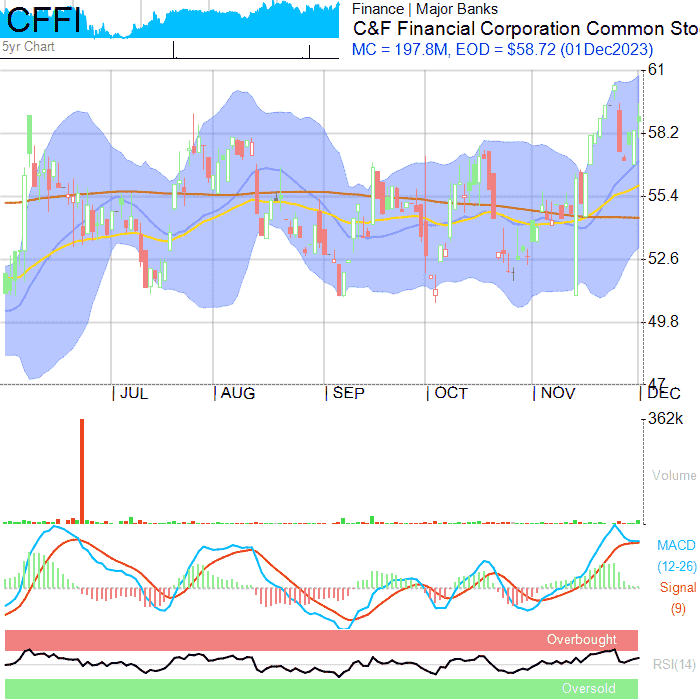 CFFI
Finance | Major Banks
C&F Financial Corporation Common Sto
MC = 197.8M, EOD = $58.72 (01Dec2023)
5yr Chart
61
58.2
55.4
52.6
49.8
47
JUL
AUG
SEP
OCT
NOV
DEC
362k
Volume
MACD
(12-26)
Signal
(9)
Overbought
RSI(14)
Oversold